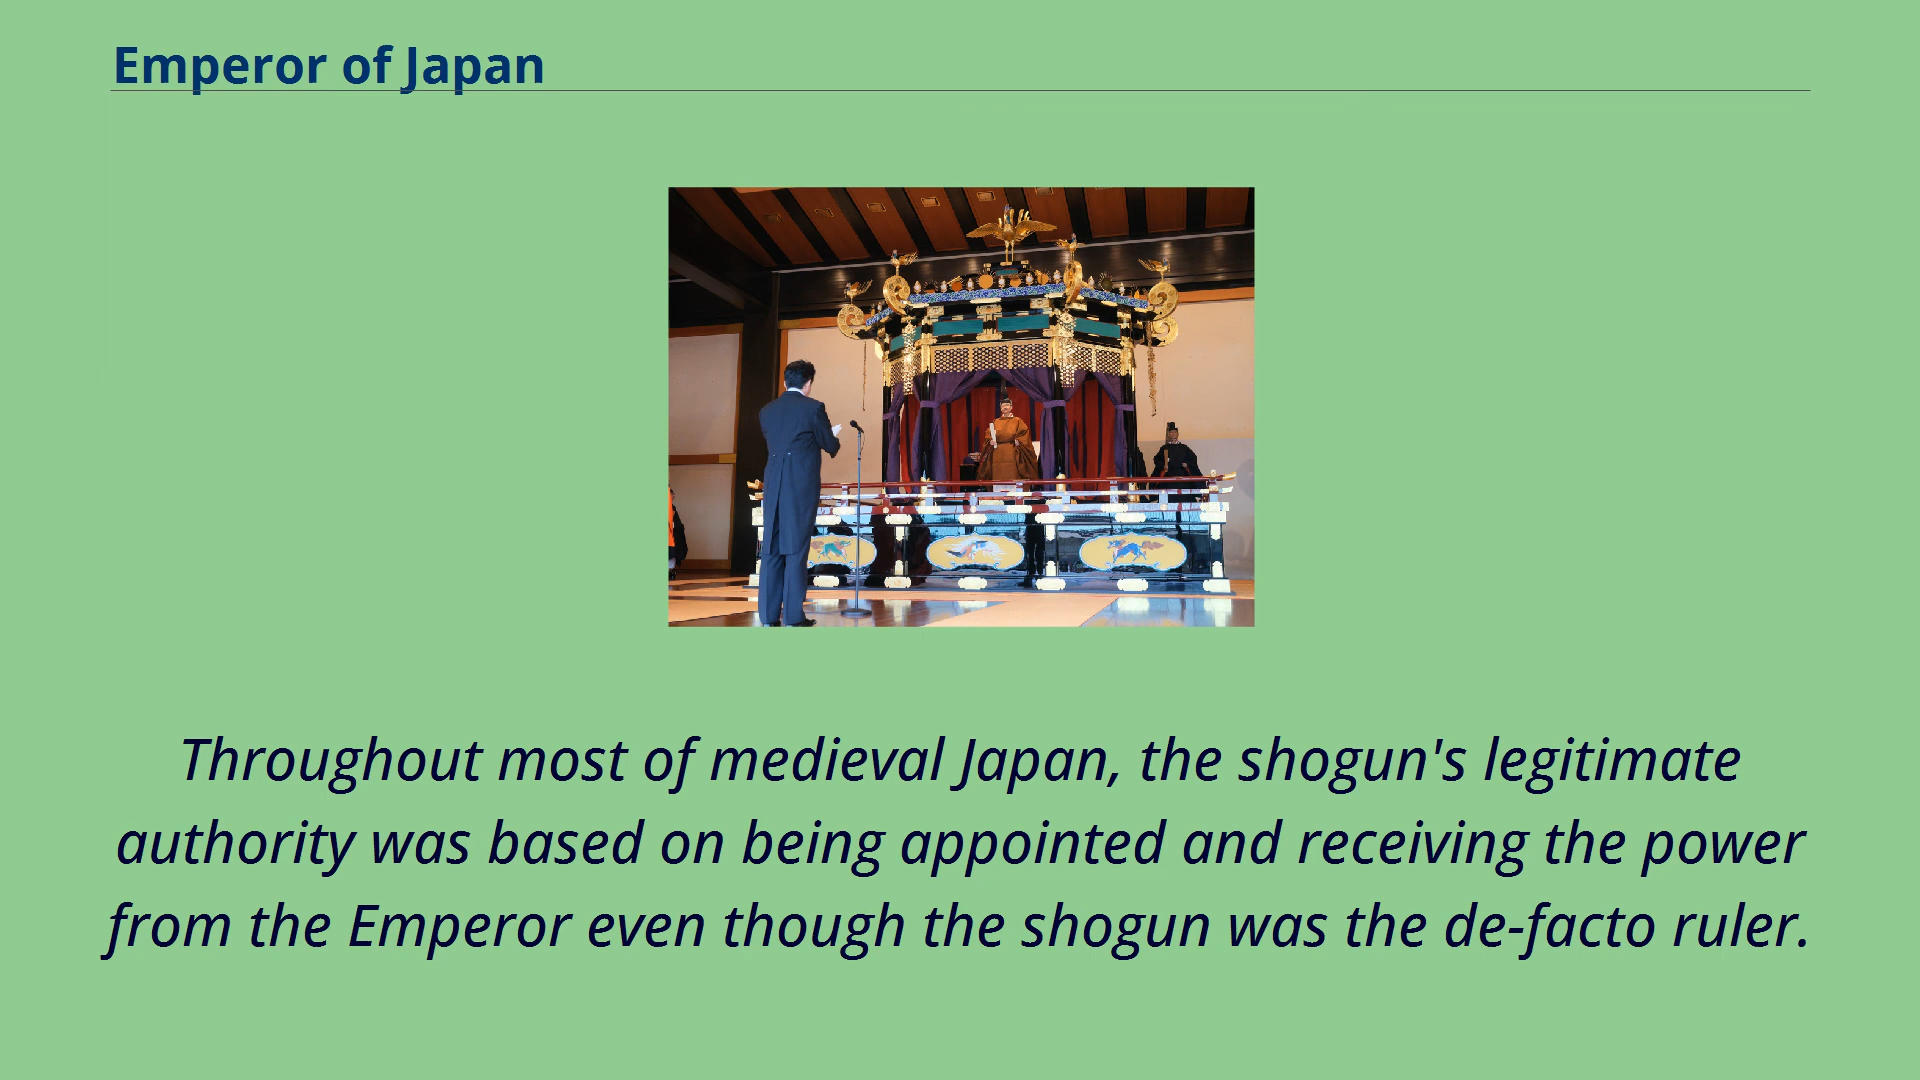 Emperor of Japan
Throughout most of medieval Japan, the shogun's legitimate
authority was based on being appointed and receiving the power
from the Emperor even though the shogun was the de-facto ruler.